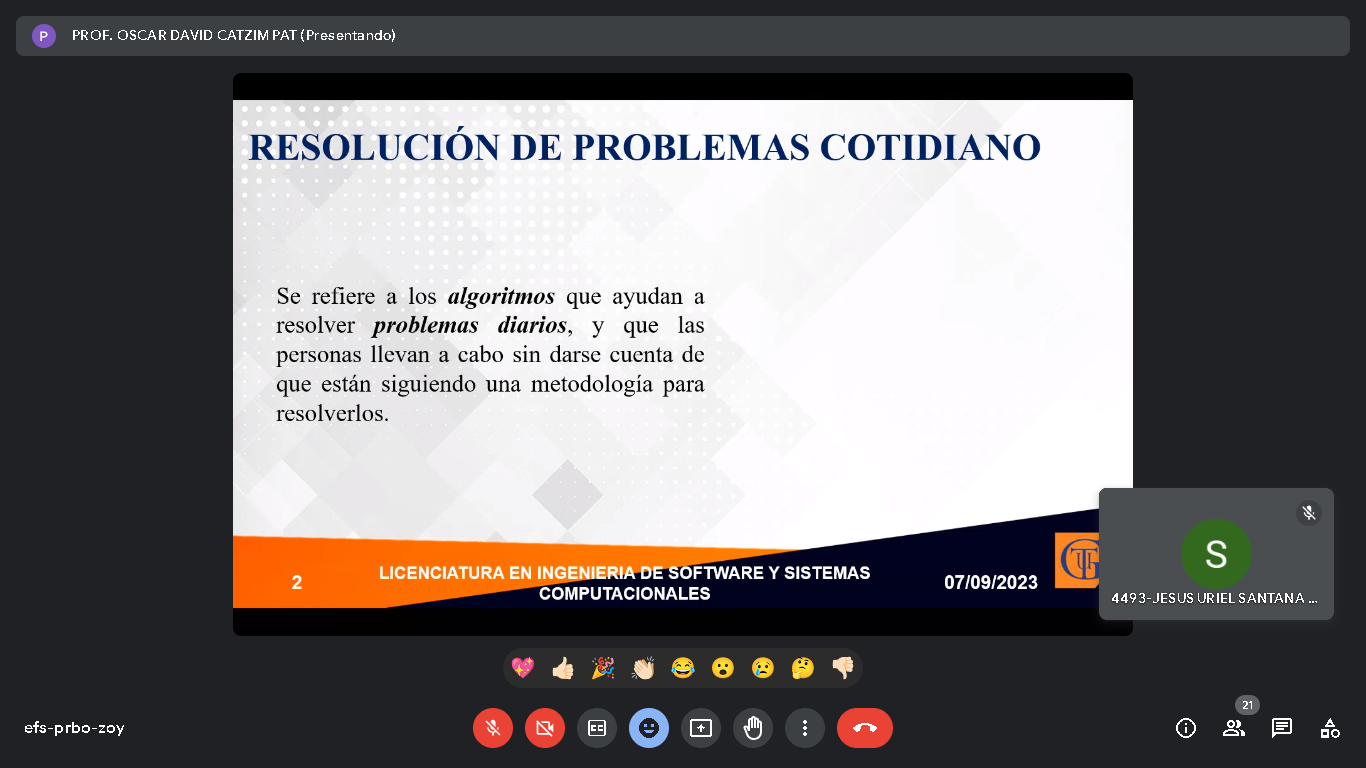 P
PROF. OSCAR DAVID CATZIM PAT (Presentando)
RESOLUCIÓN DE PROBLEMAS COTIDIANO
Se refiere a los algoritmos que ayudan a
resolver problemas diarios, y que las
personas llevan a cabo sin darse cuenta de
que están siguiendo una metodología para
resolverlos.
2
LICENCIATURA EN INGENIERIA DE SOFTWARE Y SISTEMAS
COMPUTACIONALES
07/09/2023
S
4493-JESUS URIEL SANTANA ...
efs-prbo-zoy
21